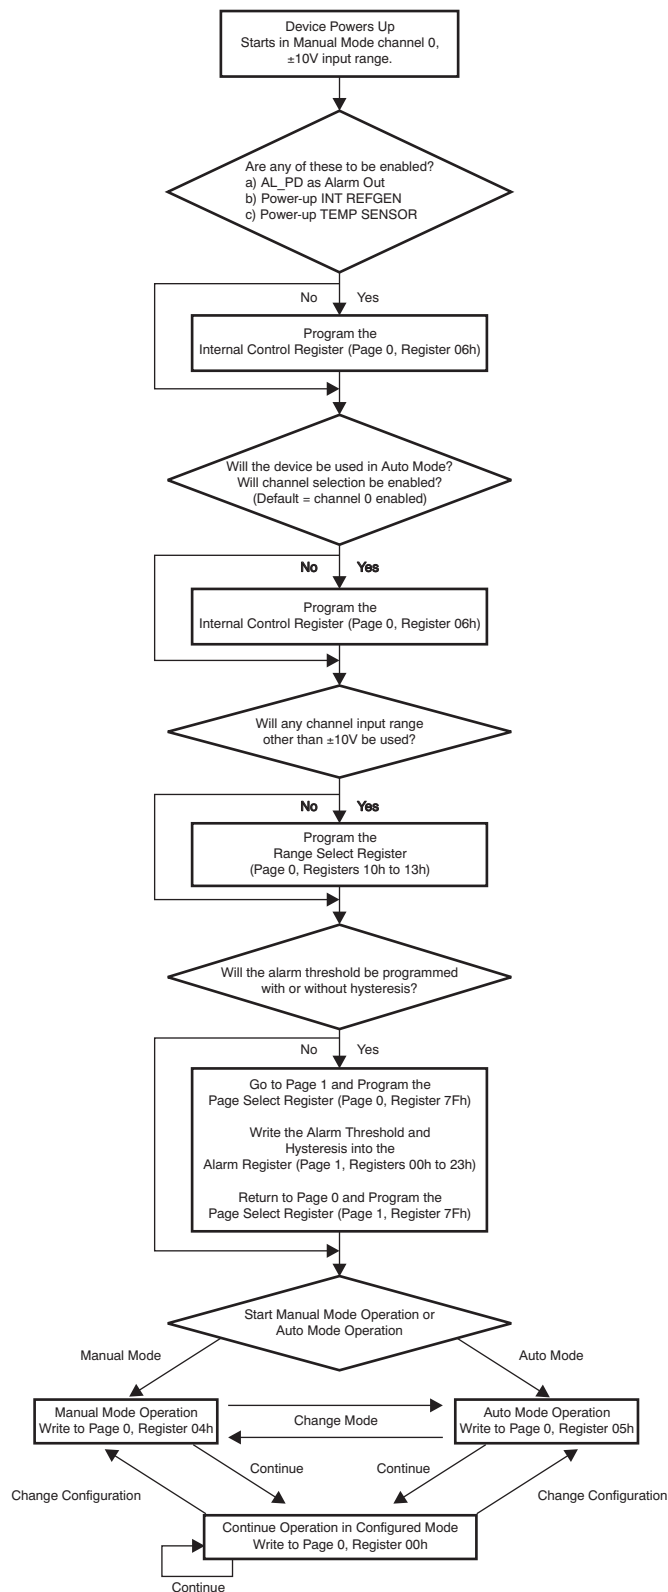 Device Powers Up
Starts in Manual Mode channel 0,
±10V input range.
Are any of these to be enabled?
a) AL_PD as Alarm Out
b) Power-up INT REFGEN
c) Power-up TEMP SENSOR
No Yes
Program the
Internal Control Register (Page 0, Register 06h)
Will the device be used in Auto Mode?
Will channel selection be enabled?
(Default = channel 0 enabled)
No Yes
Program the
Internal Control Register (Page 0, Register 06h)
Will any channel input range
other than ±10V be used?
No Yes
Program the
Range Select Register
(Page 0, Registers 10h to 13h)
Will the alarm threshold be programmed
with or without hysteresis?
No Yes
Go to Page 1 and Program the
Page Select Register (Page 0, Register 7Fh)
Write the Alarm Threshold and
Hysteresis into the
Alarm Register (Page 1, Registers 00h to 23h)
Return to Page 0 and Program the
Page Select Register (Page 1, Register 7Fh)
Start Manual Mode Operation or
Auto Mode Operation
Manual Mode
Auto Mode
Manual Mode Operation
Write to Page 0, Register 04h
Change Mode
Auto Mode Operation
Write to Page 0, Register 05h
Continue
Continue
Change Configuration
Change Configuration
Continue Operation in Configured Mode
Write to Page 0, Register 00h
Continue